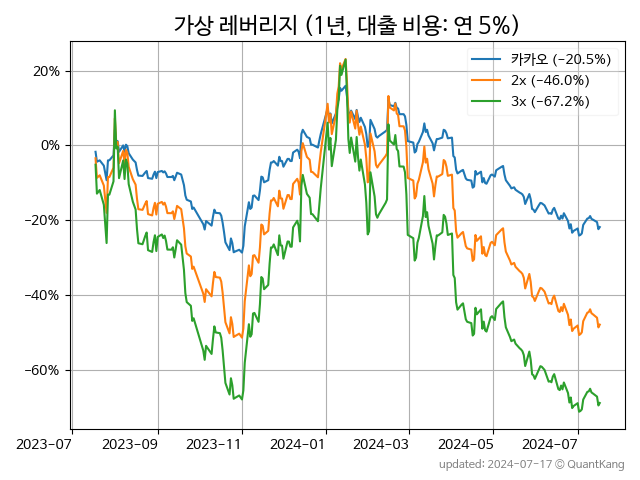 가상 레버리지 (1년, 대출 비용: 연 5%)
카카오 (−20.5%)
2x (−46.0%)
3x (−67.2%)
20%
0%
−20%
−40%
−60%
2023-07 2023-09 2023-11 2024-01 2024-03 2024-05 2024-07
updated: 2024-07-17 © QuantKang